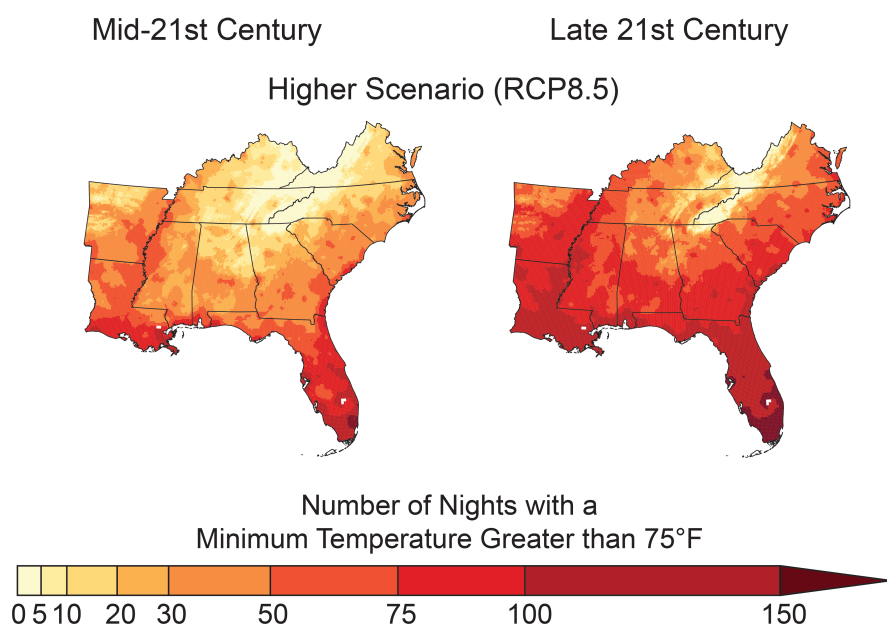 Mid-21st Century
Late 21st Century
Higher Scenario (RCP8.5)
Number of Nights with a
Minimum Temperature Greater than 75°F
0 5 10 20 30 50 75 100 150